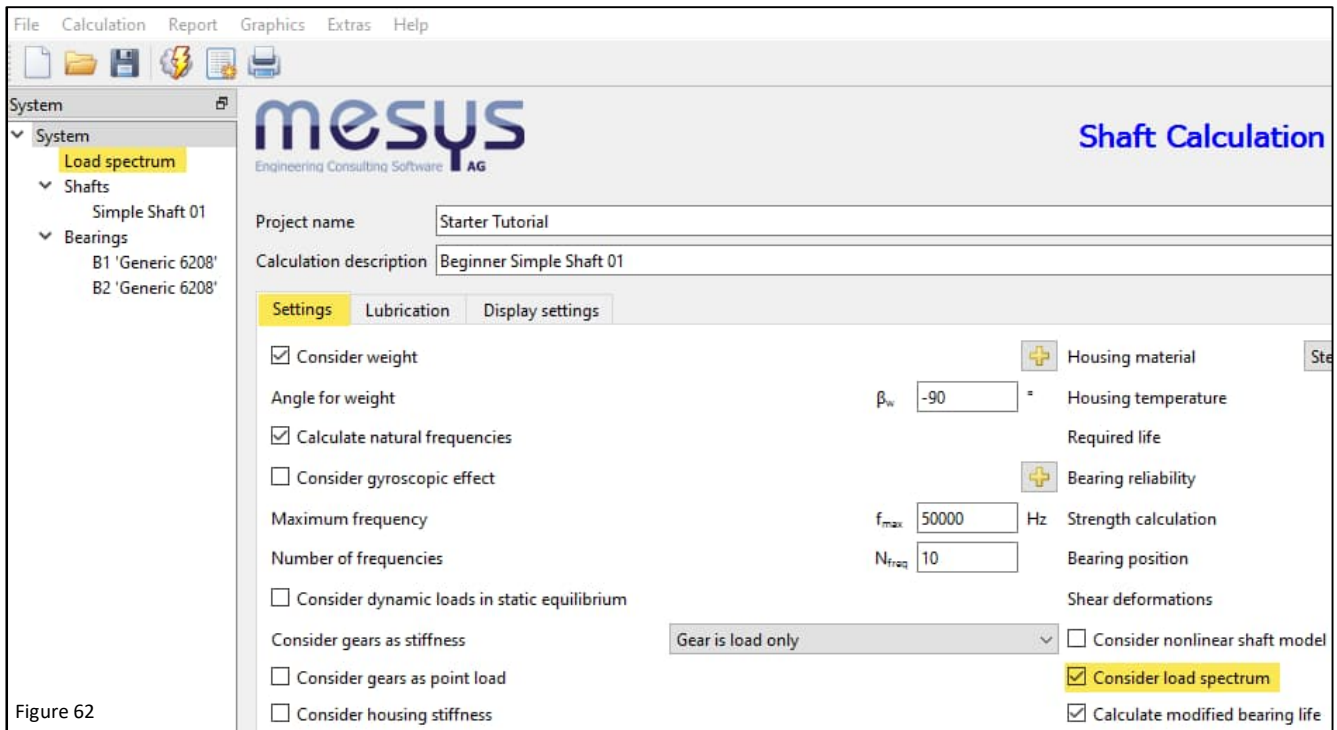 File Calculation Report Graphics Extras Help
System
System
Load spectrum
Shafts
Simple Shaft 01
Bearings
B1 'Generic 6208'
B2 'Generic 6208'
mesys
Engineering Consulting Software AG
Shaft Calculation
Project name Starter Tutorial
Calculation description Beginner Simple Shaft 01
Settings Lubrication Display settings
Consider weight Housing material Ste
Angle for weight βw -90 ° Housing temperature
Calculate natural frequencies Required life
Consider gyroscopic effect Bearing reliability
Maximum frequency fmax 50000 Hz Strength calculation
Number of frequencies Nfreq 10 Bearing position
Consider dynamic loads in static equilibrium Shear deformations
Consider gears as stiffness Gear is load only Consider nonlinear shaft model
Consider gears as point load Consider load spectrum
Consider housing stiffness Calculate modified bearing life
Figure 62